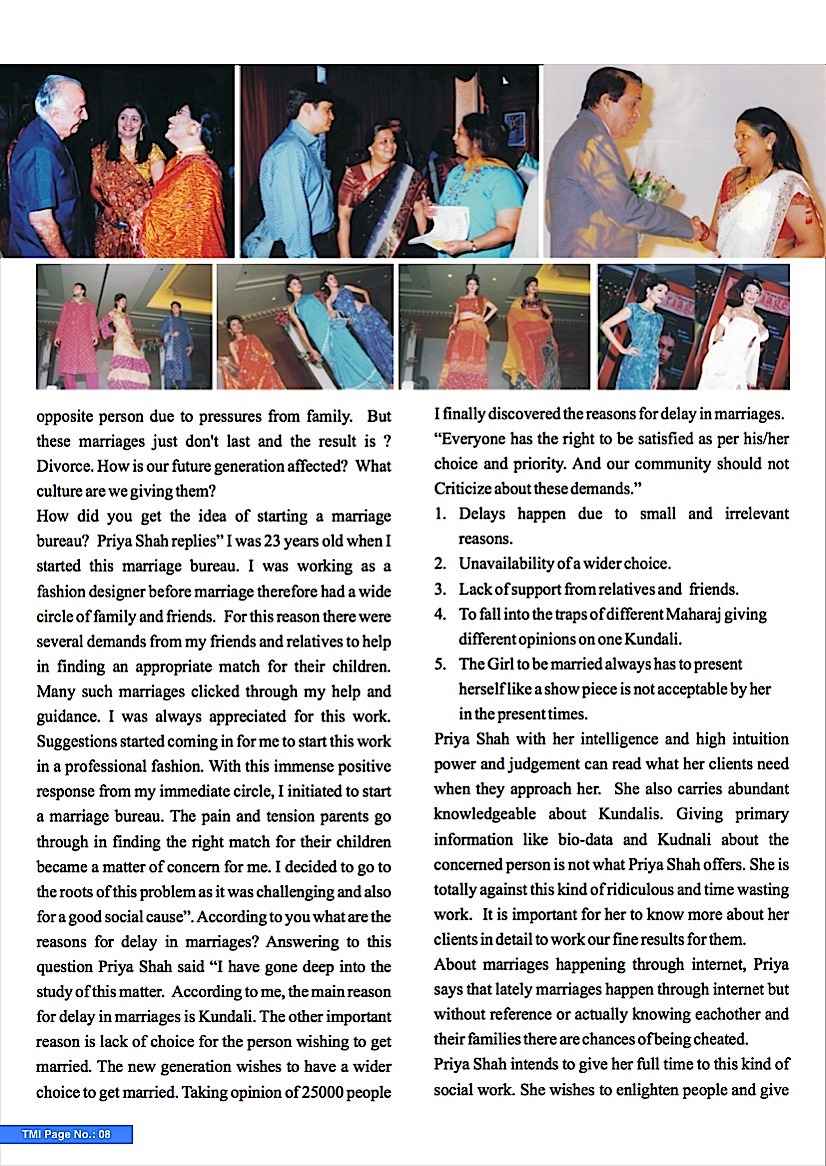 opposite person due to pressures from family. But
these marriages just don't last and the result is ?
Divorce. How is our future generation affected? What
culture are we giving them?
How did you get the idea of starting a marriage
bureau? Priya Shah replies” I was 23 years old when I
started this marriage bureau. I was working as a
fashion designer before marriage therefore had a wide
circle of family and friends. For this reason there were
several demands from my friends and relatives to help
in finding an appropriate match for their children.
Many such marriages clicked through my help and
guidance. I was always appreciated for this work.
Suggestions started coming in for me to start this work
in a professional fashion. With this immense positive
response from my immediate circle, I initiated to start
a marriage bureau. The pain and tension parents go
through in finding the right match for their children
became a matter of concern for me. I decided to go to
the roots of this problem as it was challenging and also
for a good social cause”. According to you what are the
reasons for delay in marriages? Answering to this
question Priya Shah said “I have gone deep into the
study of this matter. According to me, the main reason
for delay in marriages is Kundali. The other important
reason is lack of choice for the person wishing to get
married. The new generation wishes to have a wider
choice to get married. Taking opinion of 25000 people
I finally discovered the reasons for delay in marriages.
“Everyone has the right to be satisfied as per his/her
choice and priority. And our community should not
Criticize about these demands.”
1. Delays happen due to small and irrelevant
reasons.
2. Unavailability of a wider choice.
3. Lack of support from relatives and friends.
4. To fall into the traps of different Maharaj giving
different opinions on one Kundali.
5. The Girl to be married always has to present
herself like a show piece is not acceptable by her
in the present times.
Priya Shah with her intelligence and high intuition
power and judgement can read what her clients need
when they approach her. She also carries abundant
knowledgeable about Kundalis. Giving primary
information like bio-data and Kudnali about the
concerned person is not what Priya Shah offers. She is
totally against this kind of ridiculous and time wasting
work. It is important for her to know more about her
clients in detail to work our fine results for them.
About marriages happening through internet, Priya
says that lately marriages happen through internet but
without reference or actually knowing eachother and
their families there are chances of being cheated.
Priya Shah intends to give her full time to this kind of
social work. She wishes to enlighten people and give
TMI Page No.: 08